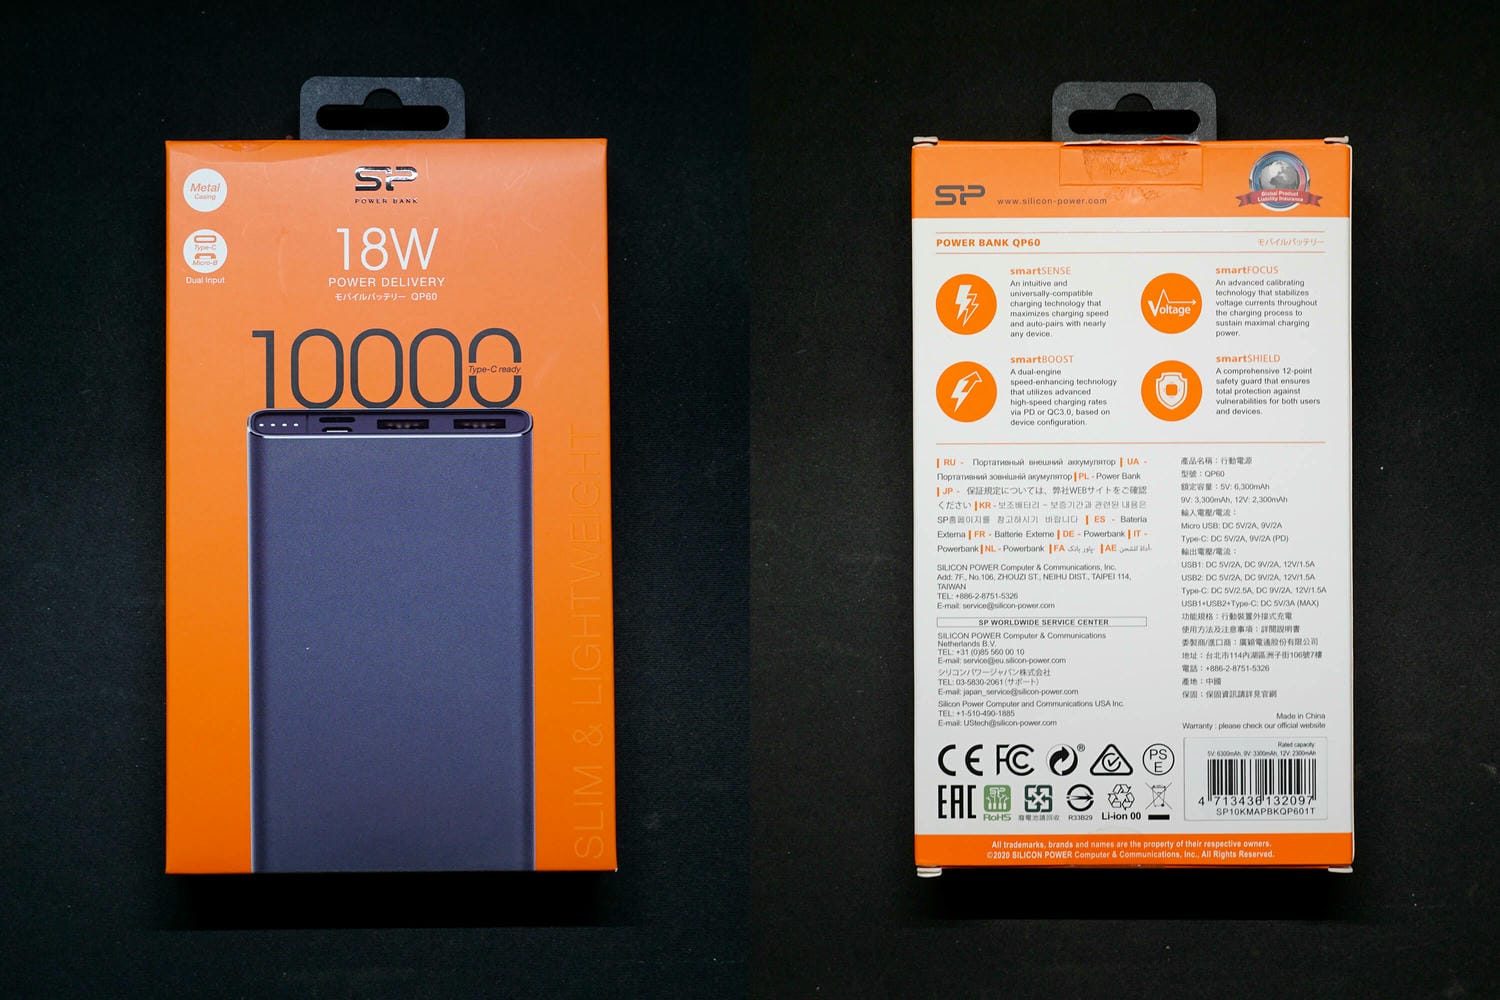 Metal
Casing
SP
POWER BANK
Type-C
Micro-B
Dual Input
18W
POWER DELIVERY
モバイルバッテリー QP60
10000
Type-C ready
SLIM & LIGHTWEIGHT
SP www.silicon-power.com
Global Product
Liability Insurance
POWER BANK QP60
モバイルバッテリー
smartSENSE
An intuitive and
universally-compatible
charging technology that
maximizes charging speed
and auto-pairs with nearly
any device.
Voltage
smartFOCUS
An advanced calibrating
technology that stabilizes
voltage currents throughout
the charging process to
sustain maximal charging
power.
smartBOOST
A dual-engine
speed-enhancing technology
that utilizes advanced
high-speed charging rates
via PD or QC3.0, based on
device configuration.
smartSHIELD
A comprehensive 12-point
safety guard that ensures
total protection against
vulnerabilities for both users
and devices.
RU - Портативный внешний аккумулятор UA -
Портативний зовнішній акумулятор PL - Power Bank
JP - 保証規定については、弊社WEBサイトをご確認
ください KR - 보조배터리 - 보증기간과 관련된 내용은
SP홈페이지를 참고하시기 바랍니다 ES - Batería
Externa FR - Batterie Externe DE - Powerbank IT -
Powerbank NL - Powerbank FA پاور بانک- AE أداة للشحن-
SILICON POWER Computer & Communications, Inc.
Add: 7F., No.106, ZHOUZI ST., NEIHU DIST., TAIPEI 114,
TAIWAN
TEL: +886-2-8751-5326
E-mail: service@silicon-power.com
SP WORLDWIDE SERVICE CENTER
SILICON POWER Computer & Communications
Netherlands B.V.
TEL: +31 (0)85 560 00 10
E-mail: service@eu.silicon-power.com
シリコンパワージャパン株式会社
TEL: 03-5830-2061(サポート)
E-mail: japan_service@silicon-power.com
Silicon Power Computer and Communications USA Inc.
TEL: +1-510-490-1885
E-mail: UStech@silicon-power.com
產品名稱：行動電源
型號：QP60
額定容量：5V: 6,300mAh
9V: 3,300mAh, 12V: 2,300mAh
輸入電壓/電流：
Micro USB: DC 5V/2A, 9V/2A
Type-C: DC 5V/2A, 9V/2A (PD)
輸出電壓/電流：
USB1: DC 5V/2A, DC 9V/2A, 12V/1.5A
USB2: DC 5V/2A, DC 9V/2A, 12V/1.5A
Type-C: DC 5V/2.5A, DC 9V/2A, 12V/1.5A
USB1+USB2+Type-C: DC 5V/3A (MAX)
功能規格：行動裝置外接式充電
使用方法及注意事項：詳閱說明書
委製商/進口商：廣穎電通股份有限公司
地址：台北市114內湖區洲子街106號7樓
電話：+886-2-8751-5326
產地：中國
保固：保固資訊請詳見官網
Made in China
Warranty : please check our official website
CE FC PS E
EAC SP RoHS 廢電池請回收 R33B29 Li-ion 00
Rated capacity
5V: 6300mAh, 9V: 3300mAh, 12V: 2300mAh
4 713436 132097
SP10KMAPBKQP601T
All trademarks, brands and names are the property of their respective owners.
©2020 SILICON POWER Computer & Communications, Inc., All Rights Reserved.